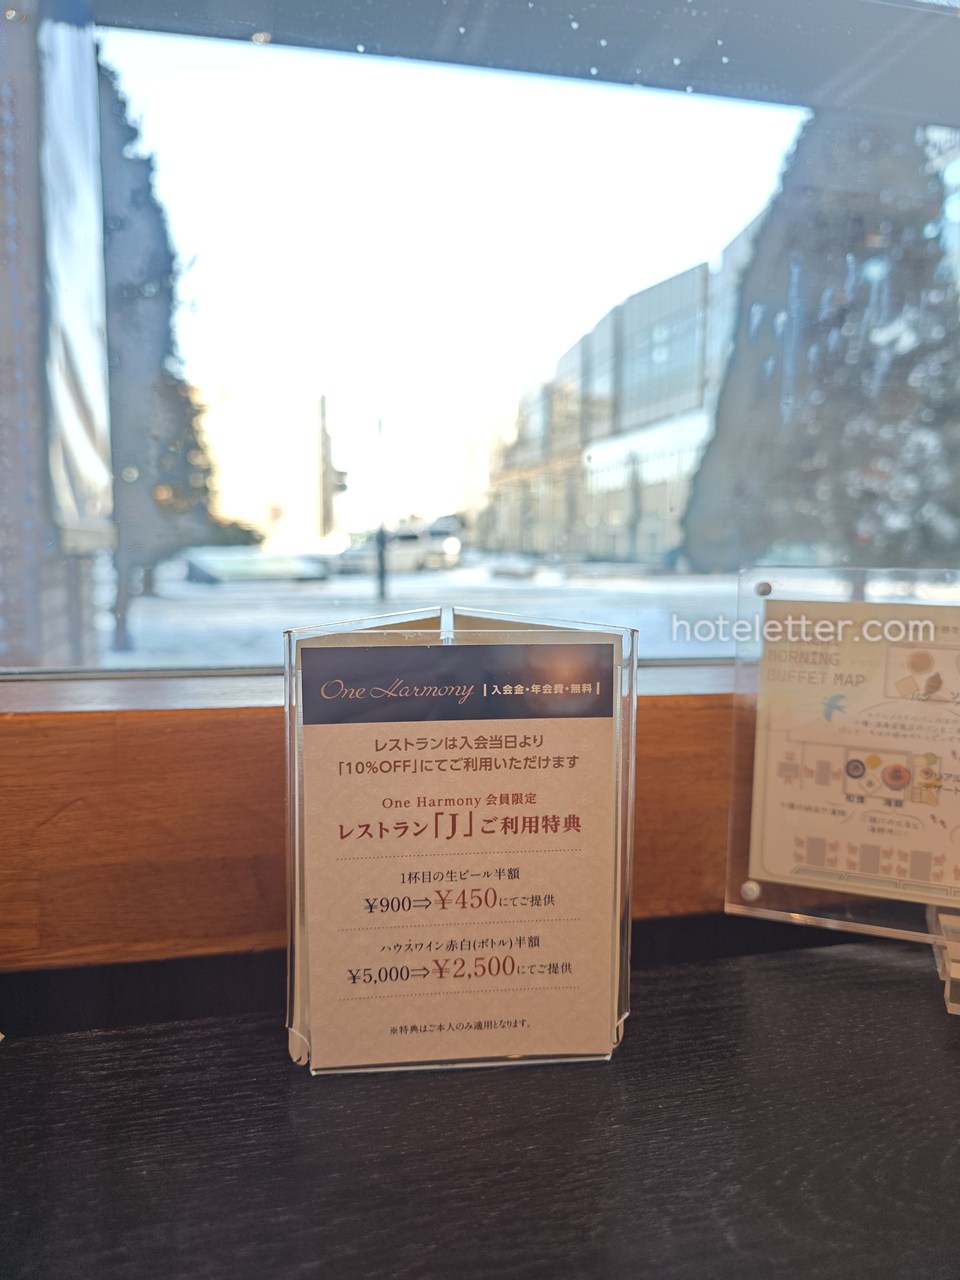 One Harmony | 入会金・年会費・無料 |
レストランは入会当日より
「10%OFF」にてご利用いただけます
One Harmony 会員限定
レストラン「J」ご利用特典
1杯目の生ビール半額
¥900⇒¥450にてご提供
ハウスワイン赤白(ボトル)半額
¥5,000⇒¥2,500にてご提供
※特典はご本人のみ適用となります。
hoteletter.com
MORNING
BUFFET MAP